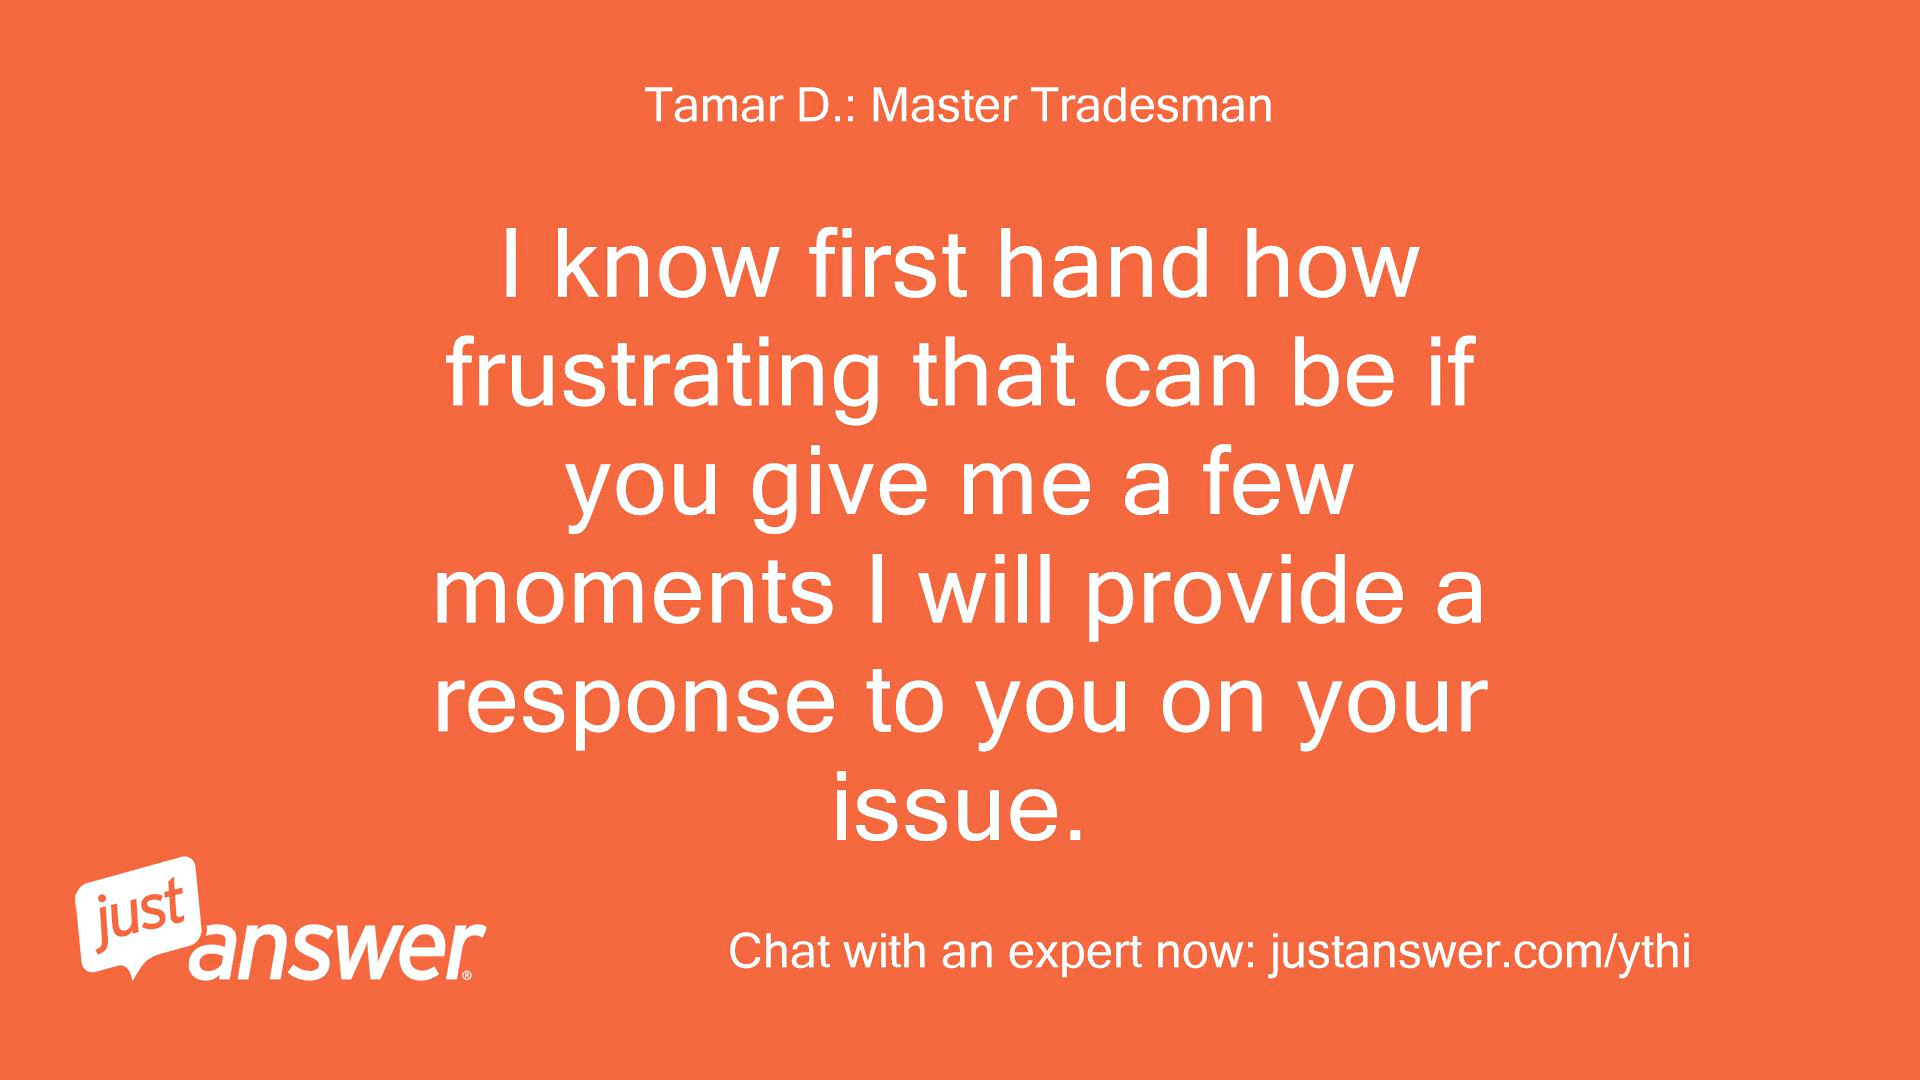 Tamar D.: Master Tradesman
I know first hand how
frustrating that can be if
you give me a few
moments I will provide a
response to you on your
issue.
just
answer®
Chat with an expert now: justanswer.com/ythi